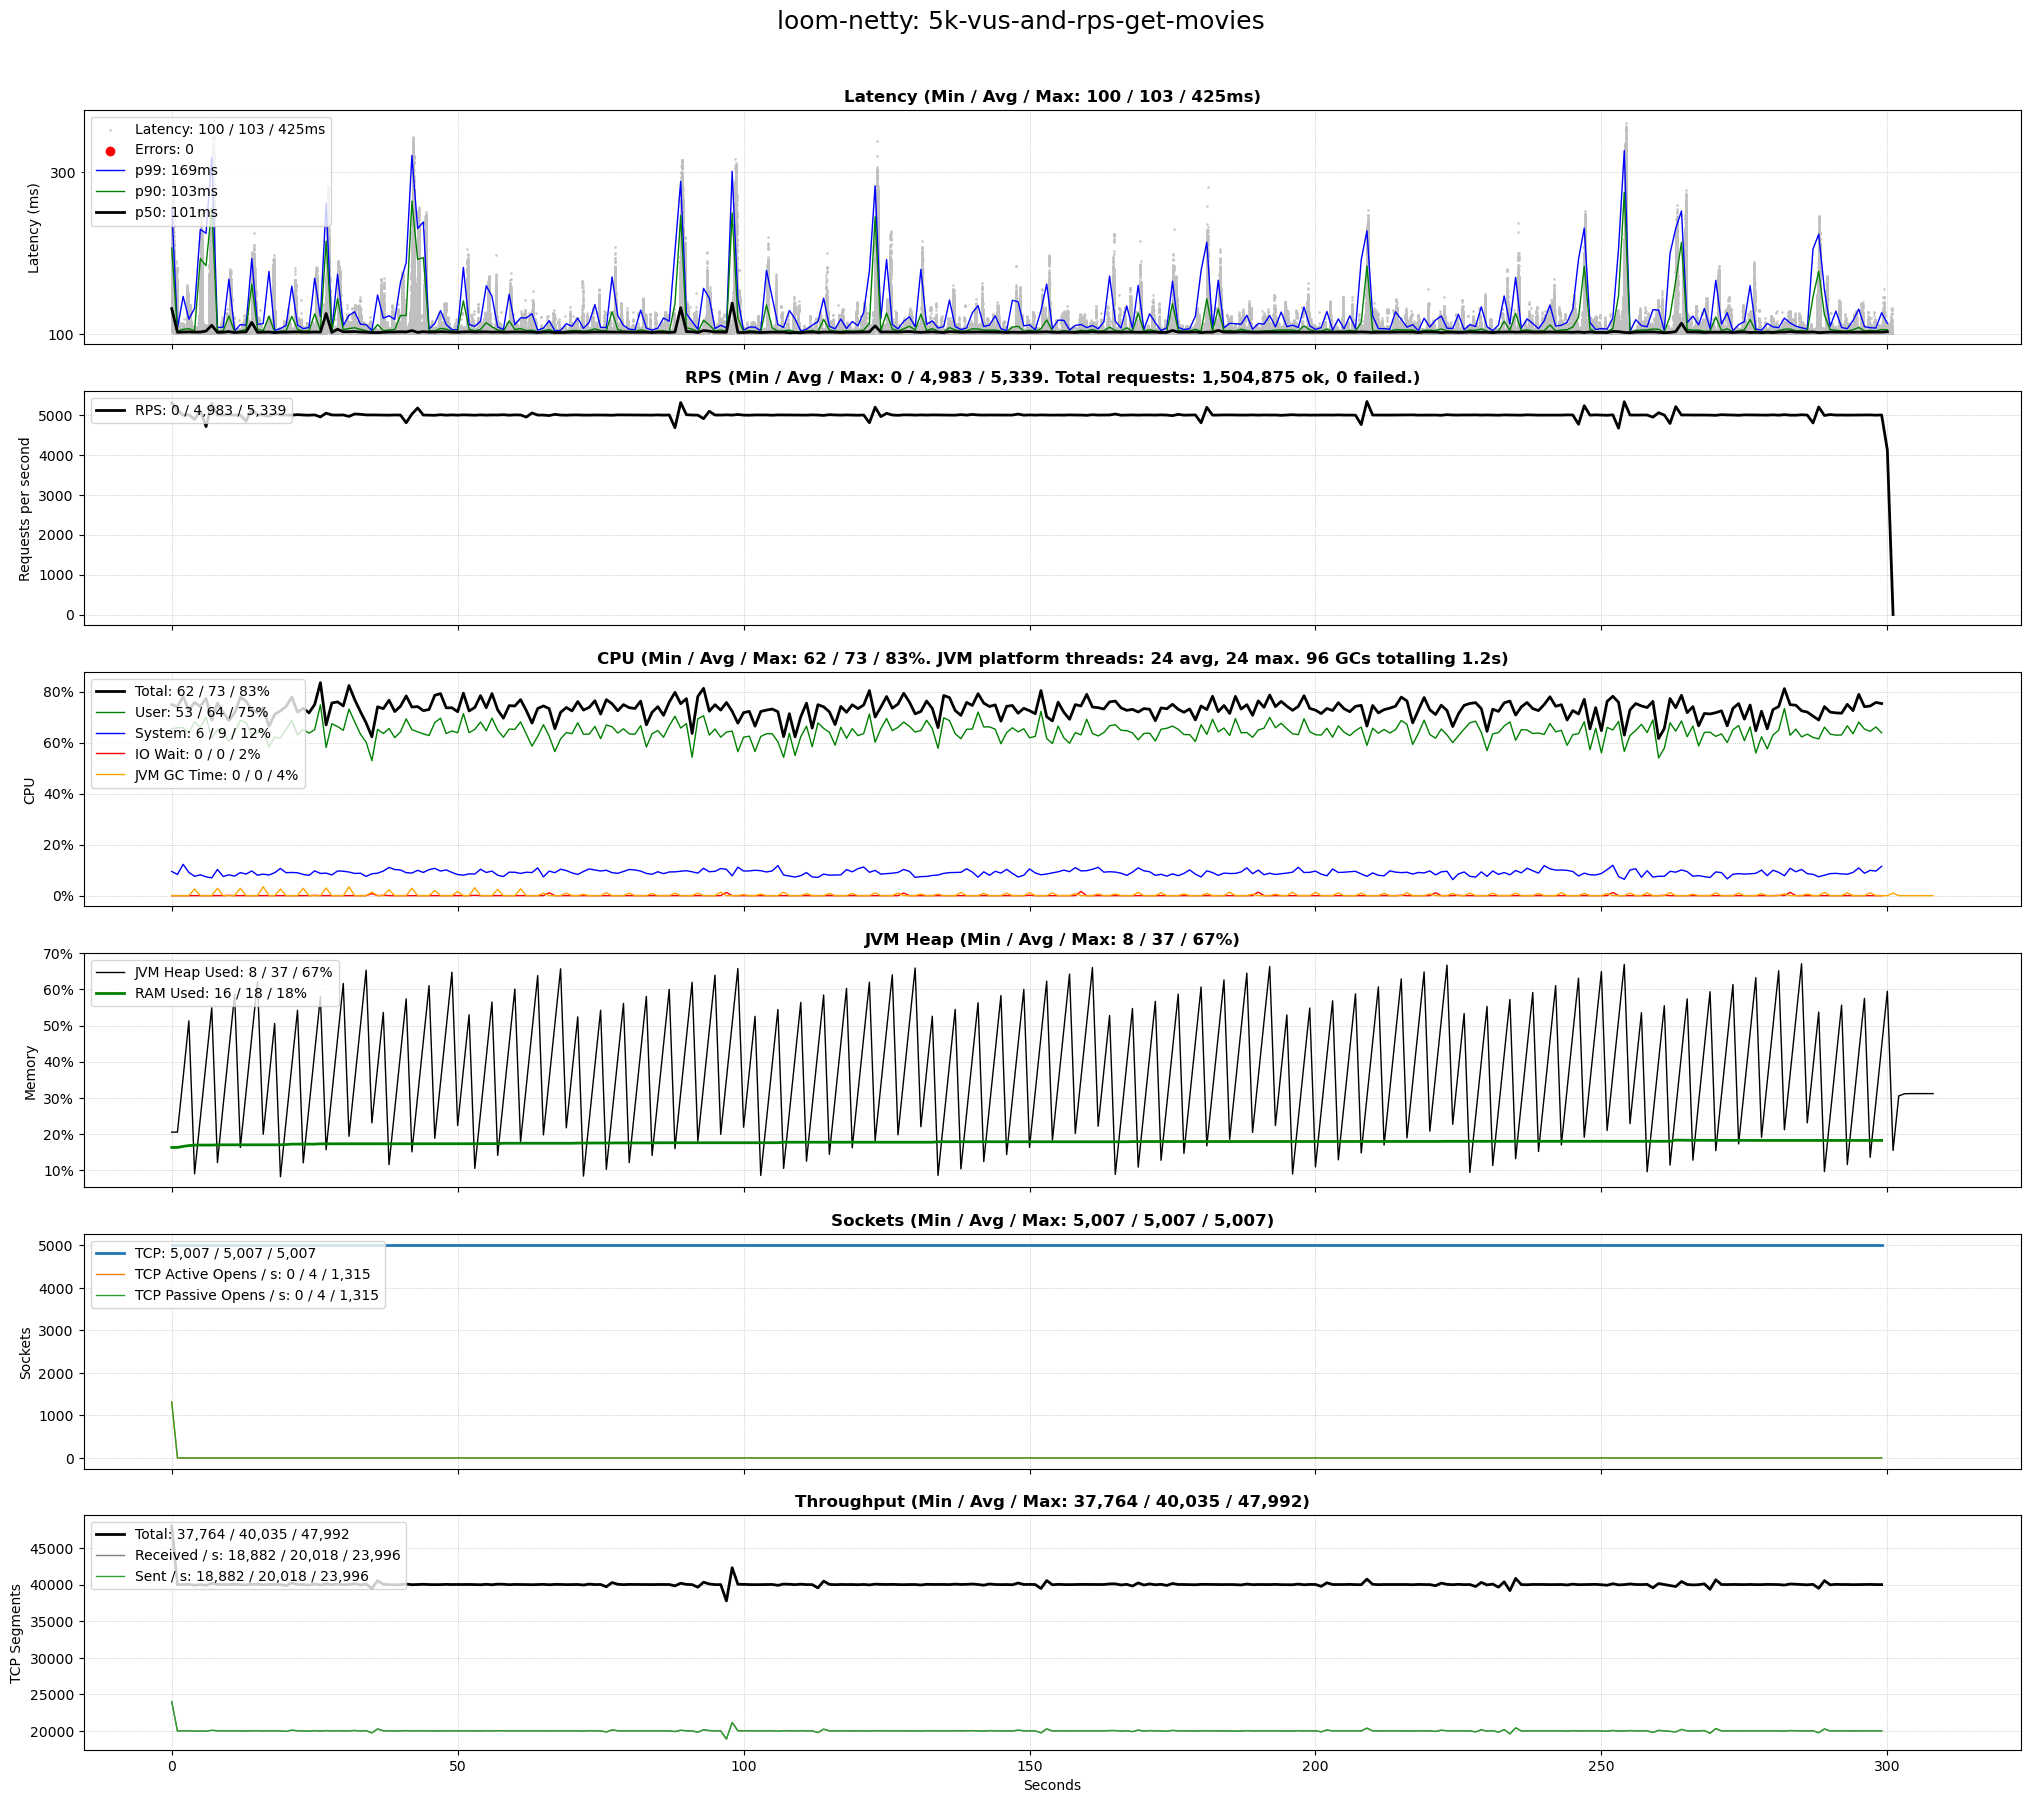 loom-netty: 5k-vus-and-rps-get-movies
Latency (Min / Avg / Max: 100 / 103 / 425ms)
Latency (ms)
300
100
Latency: 100 / 103 / 425ms
Errors: 0
p99: 169ms
p90: 103ms
p50: 101ms
RPS (Min / Avg / Max: 0 / 4,983 / 5,339. Total requests: 1,504,875 ok, 0 failed.)
Requests per second
5000
4000
3000
2000
1000
0
RPS: 0 / 4,983 / 5,339
CPU (Min / Avg / Max: 62 / 73 / 83%. JVM platform threads: 24 avg, 24 max. 96 GCs totalling 1.2s)
CPU
80%
60%
40%
20%
0%
Total: 62 / 73 / 83%
User: 53 / 64 / 75%
System: 6 / 9 / 12%
IO Wait: 0 / 0 / 2%
JVM GC Time: 0 / 0 / 4%
JVM Heap (Min / Avg / Max: 8 / 37 / 67%)
Memory
70%
60%
50%
40%
30%
20%
10%
JVM Heap Used: 8 / 37 / 67%
RAM Used: 16 / 18 / 18%
Sockets (Min / Avg / Max: 5,007 / 5,007 / 5,007)
Sockets
5000
4000
3000
2000
1000
0
TCP: 5,007 / 5,007 / 5,007
TCP Active Opens / s: 0 / 4 / 1,315
TCP Passive Opens / s: 0 / 4 / 1,315
Throughput (Min / Avg / Max: 37,764 / 40,035 / 47,992)
TCP Segments
45000
40000
35000
30000
25000
20000
Total: 37,764 / 40,035 / 47,992
Received / s: 18,882 / 20,018 / 23,996
Sent / s: 18,882 / 20,018 / 23,996
0 50 100 150 200 250 300
Seconds